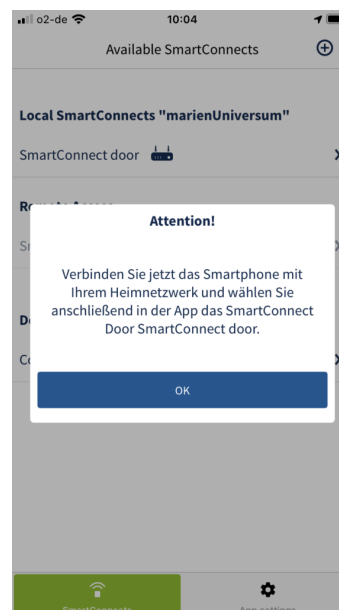 o2-de 10:04
Available SmartConnects
Local SmartConnects "marienUniversum"
SmartConnect door
Attention!
Verbinden Sie jetzt das Smartphone mit
Ihrem Heimnetzwerk und wählen Sie
anschließend in der App das SmartConnect
Door SmartConnect door.
OK
SmartConnects App settings